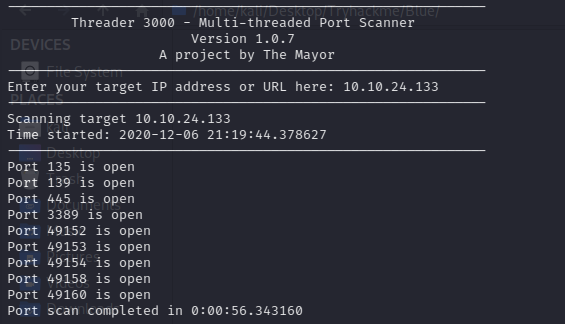 /home/kali/Desktop/Tryhackme/Blue/
Threader 3000 - Multi-threaded Port Scanner
Version 1.0.7
A project by The Mayor
DEVICES
File System
Enter your target IP address or URL here: 10.10.24.133
PLACES
Scanning target 10.10.24.133
Time started: 2020-12-06 21:19:44.378627
Desktop
Port 135 is open
Port 139 is open
Port 445 is open
Port 3389 is open
Port 49152 is open
Port 49153 is open
Port 49154 is open
Port 49158 is open
Port 49160 is open
Port scan completed in 0:00:56.343160